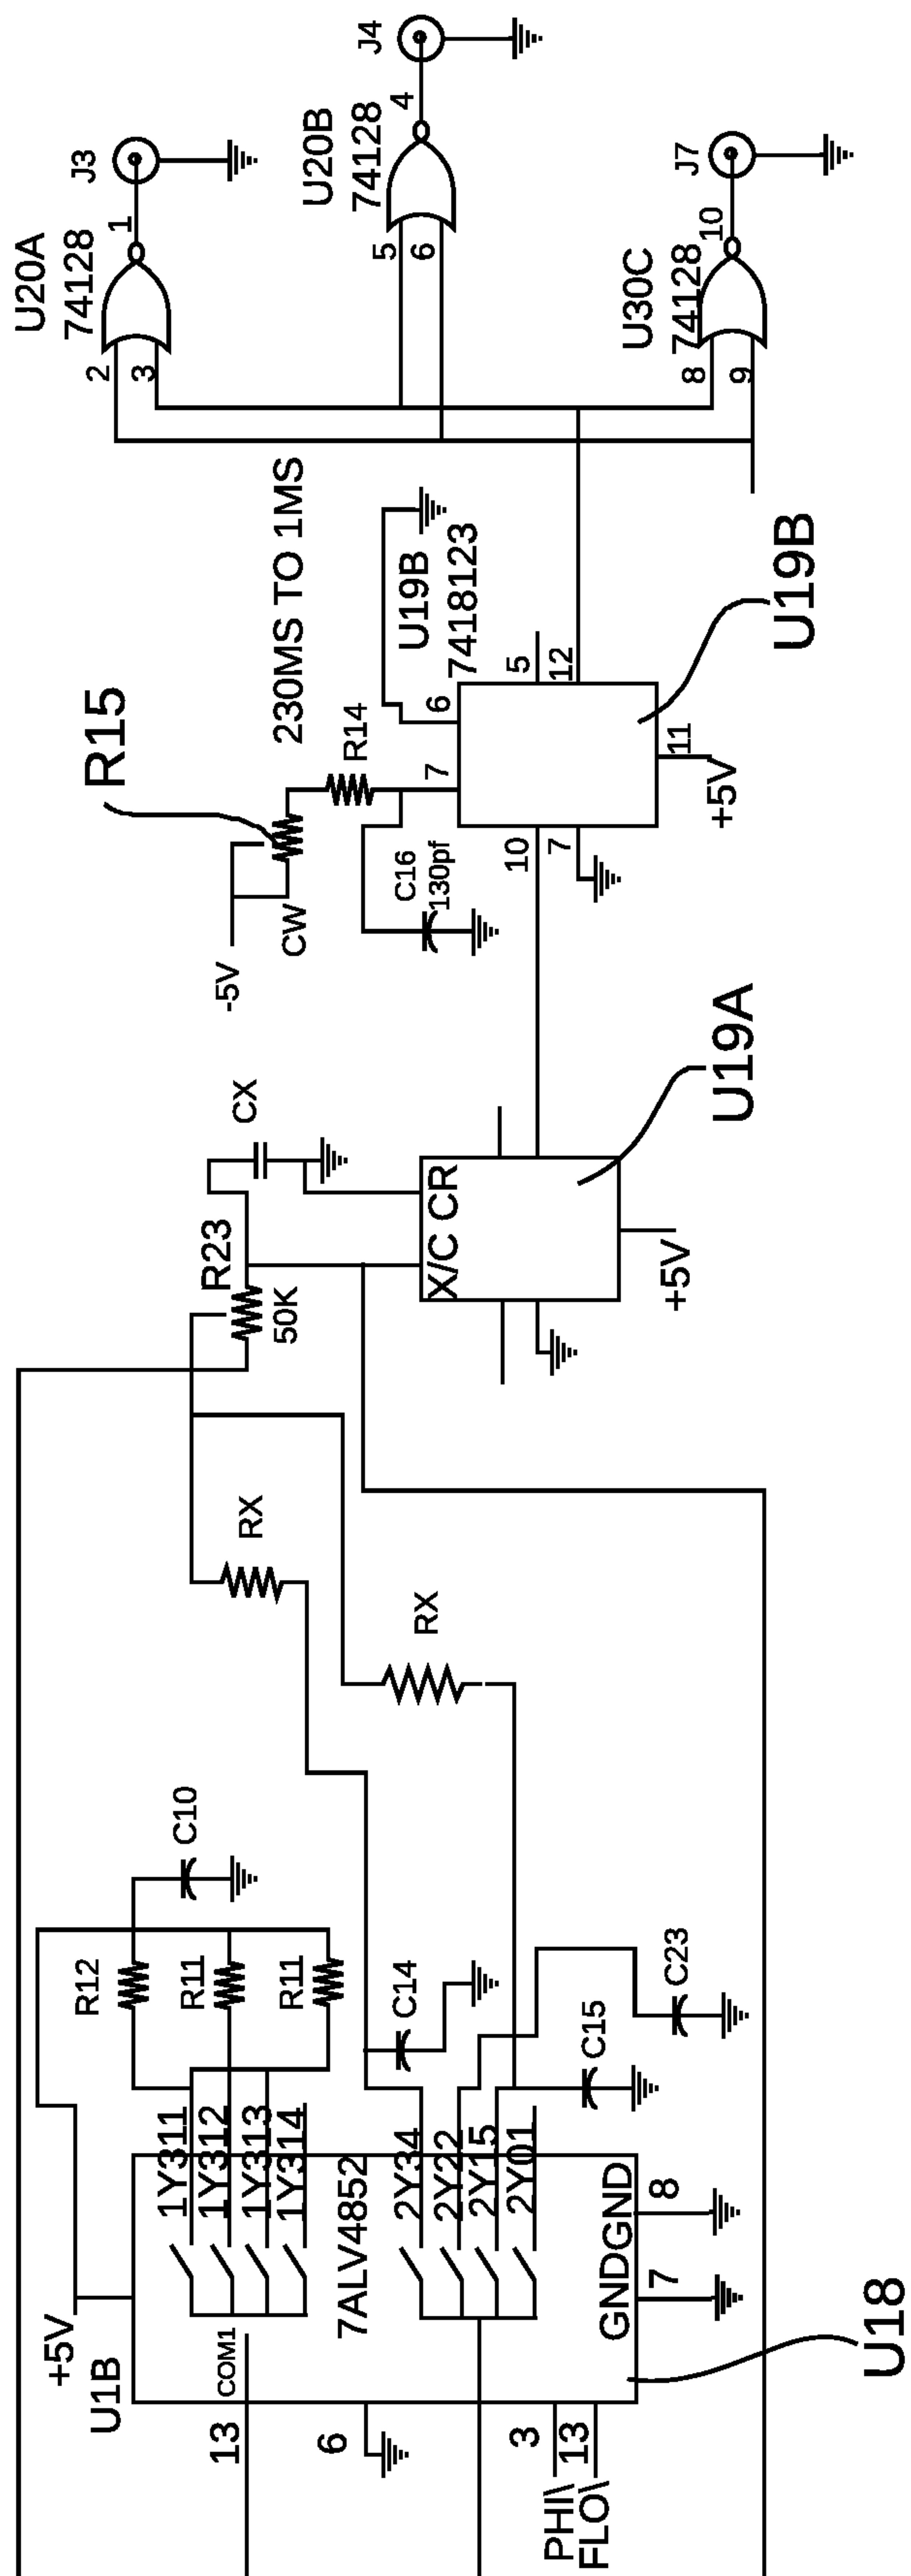 J3
J4
J7
U20A
74128
1
2
3
U20B
74128
4
5
6
U30C
74128
10
8
9
R15
230MS TO 1MS
R14
-5V
CW
C16
130pf
U19B
7418123
7
6
5
12
10
7
11
+5V
U19B
CX
R23
50K
X/C CR
+5V
U19A
RX
RX
C10
R12
R11
R11
C14
C15
C23
+5V
U1B
1Y311
1Y312
1Y313
1Y314
COM1
13
7ALV4852
6
2Y34
2Y22
2Y15
2Y01
GNDGND
3
13
PHI\
FLO\
7
8
U18